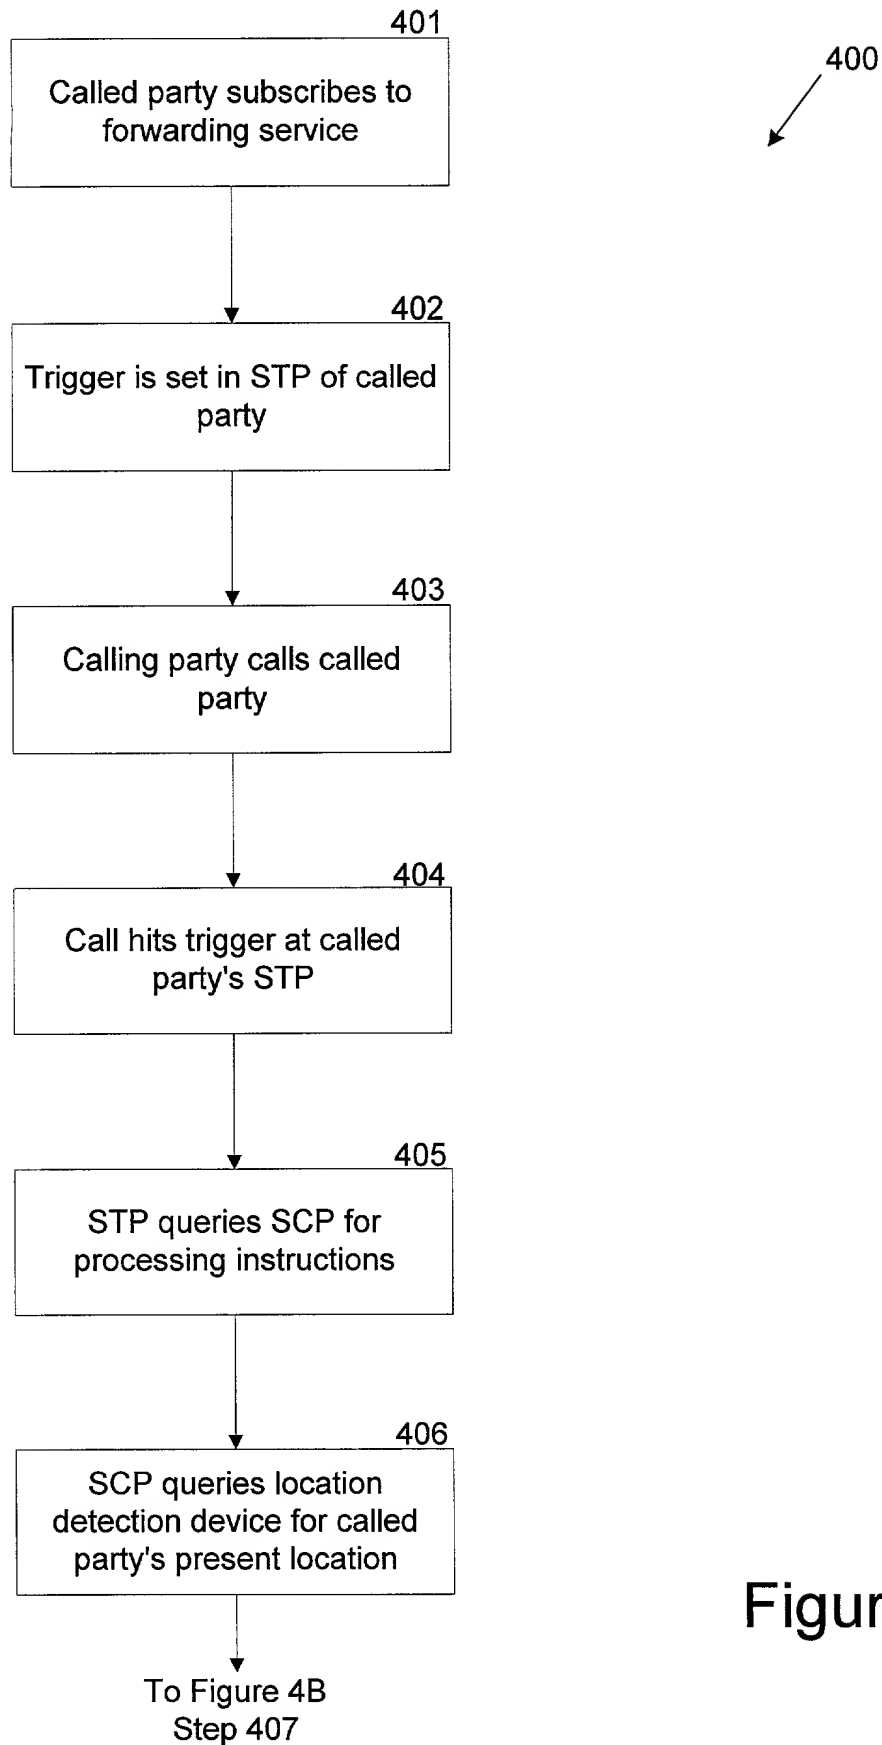 401
400
Called party subscribes to
forwarding service
402
Trigger is set in STP of called
party
403
Calling party calls called
party
404
Call hits trigger at called
party's STP
405
STP queries SCP for
processing instructions
406
SCP queries location
detection device for called
party's present location
Figur
To Figure 4B
Step 407